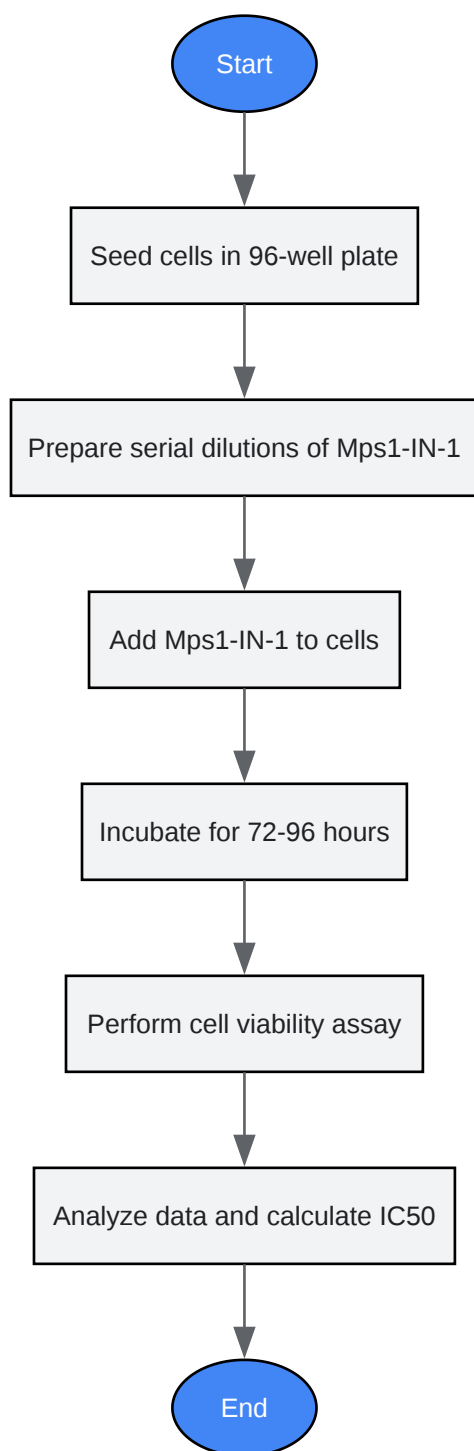 Start
Seed cells in 96-well plate
Prepare serial dilutions of Mps1-IN-1
Add Mps1-IN-1 to cells
Incubate for 72-96 hours
Perform cell viability assay
Analyze data and calculate IC50
End